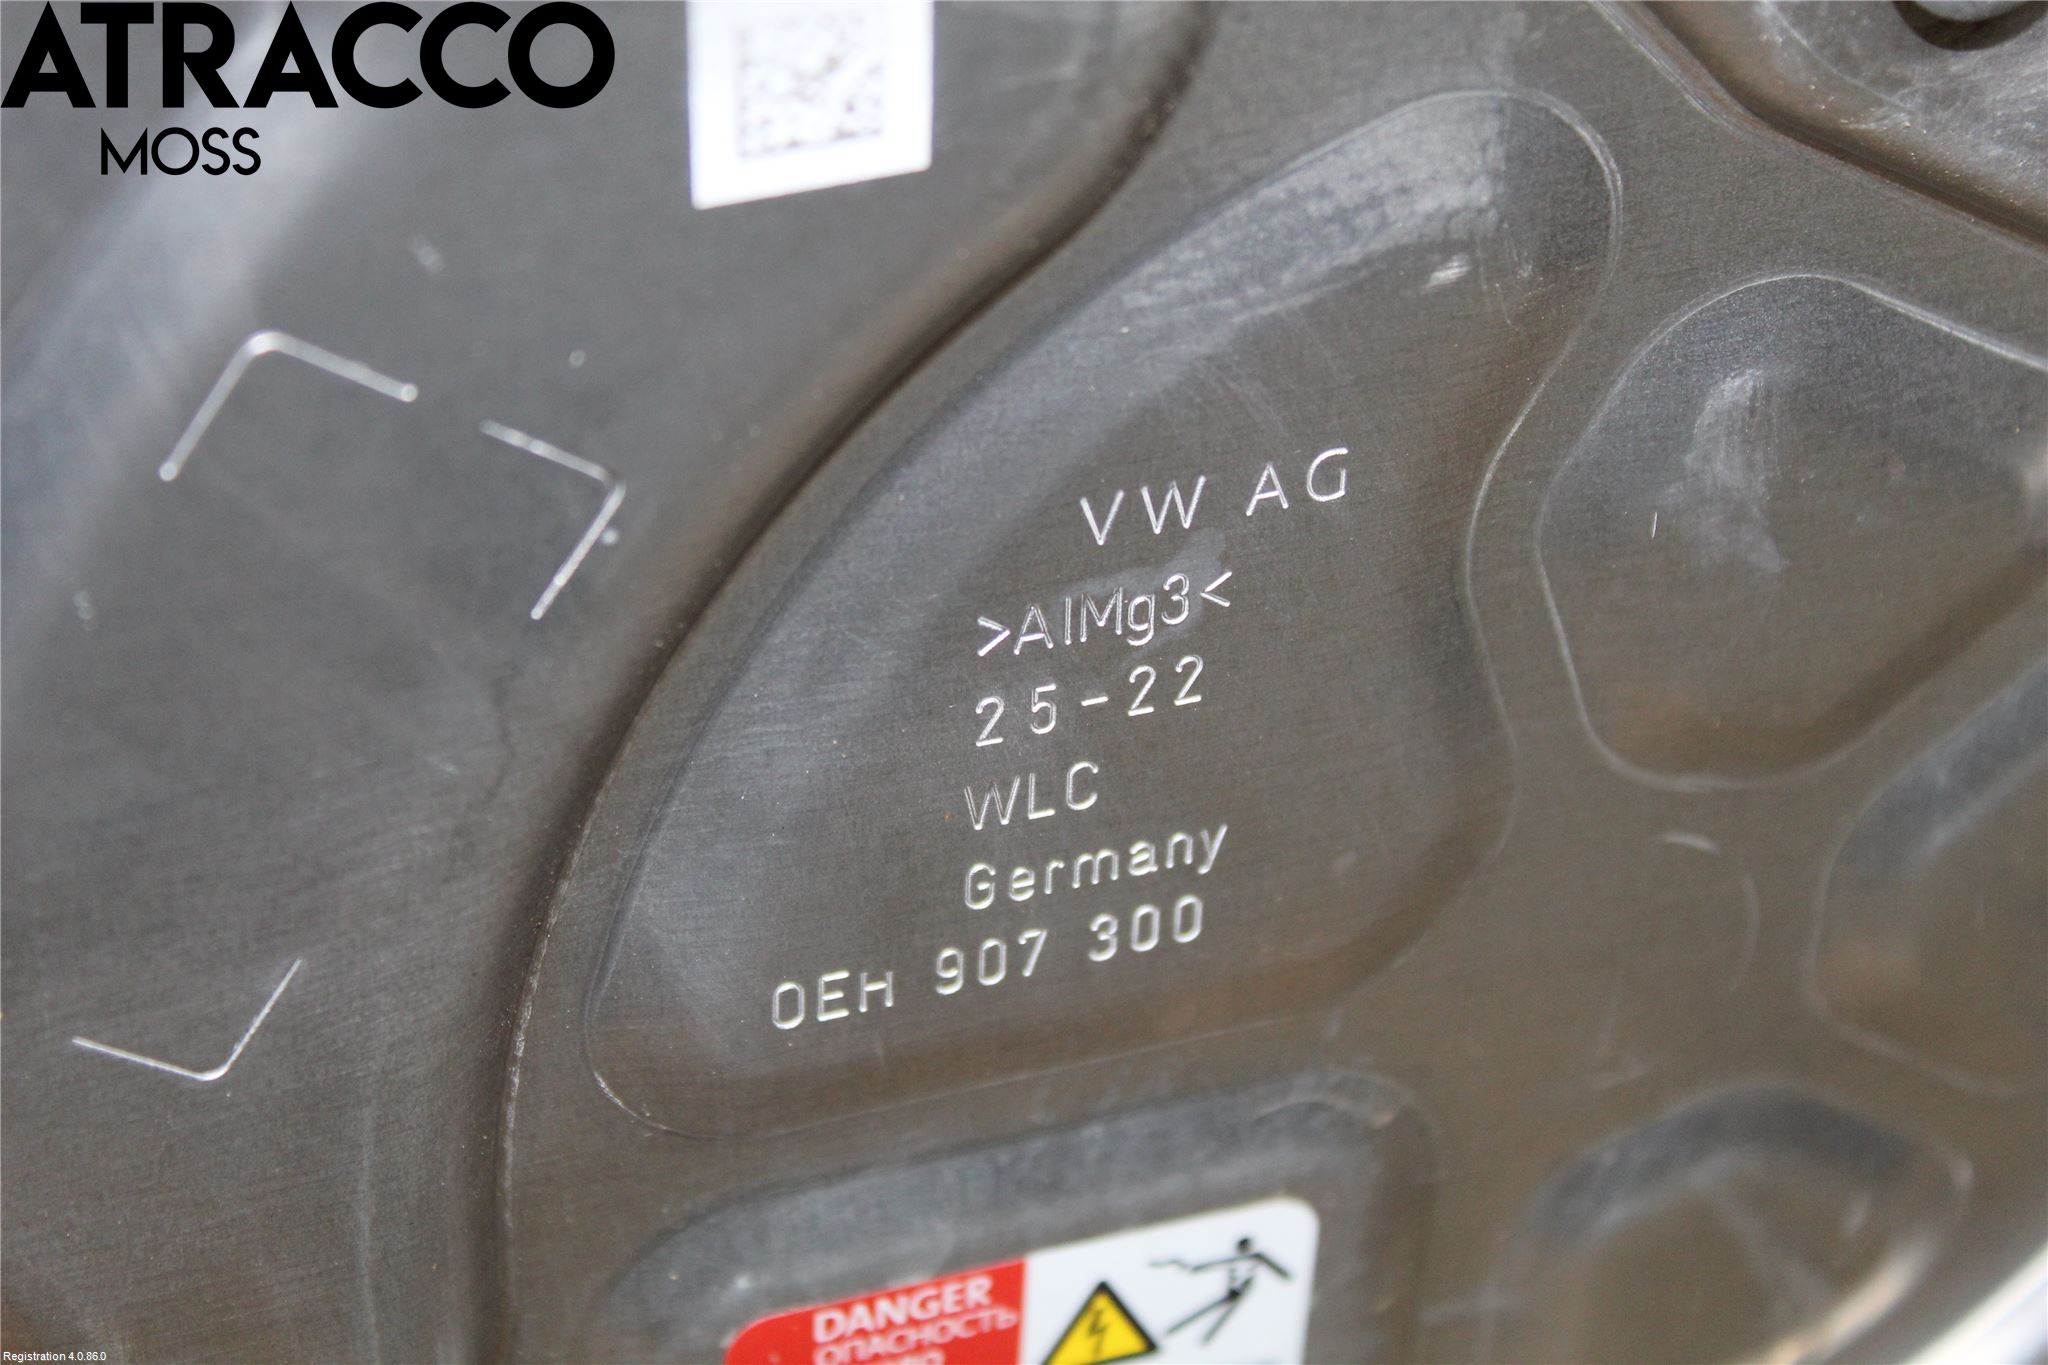 ATRACCO
MOSS
VW AG
>AlMg3<
25-22
WLC
Germany
0EH 907 300
DANGER
ОПАСНОСТЬ
Registration 4.0.86.0